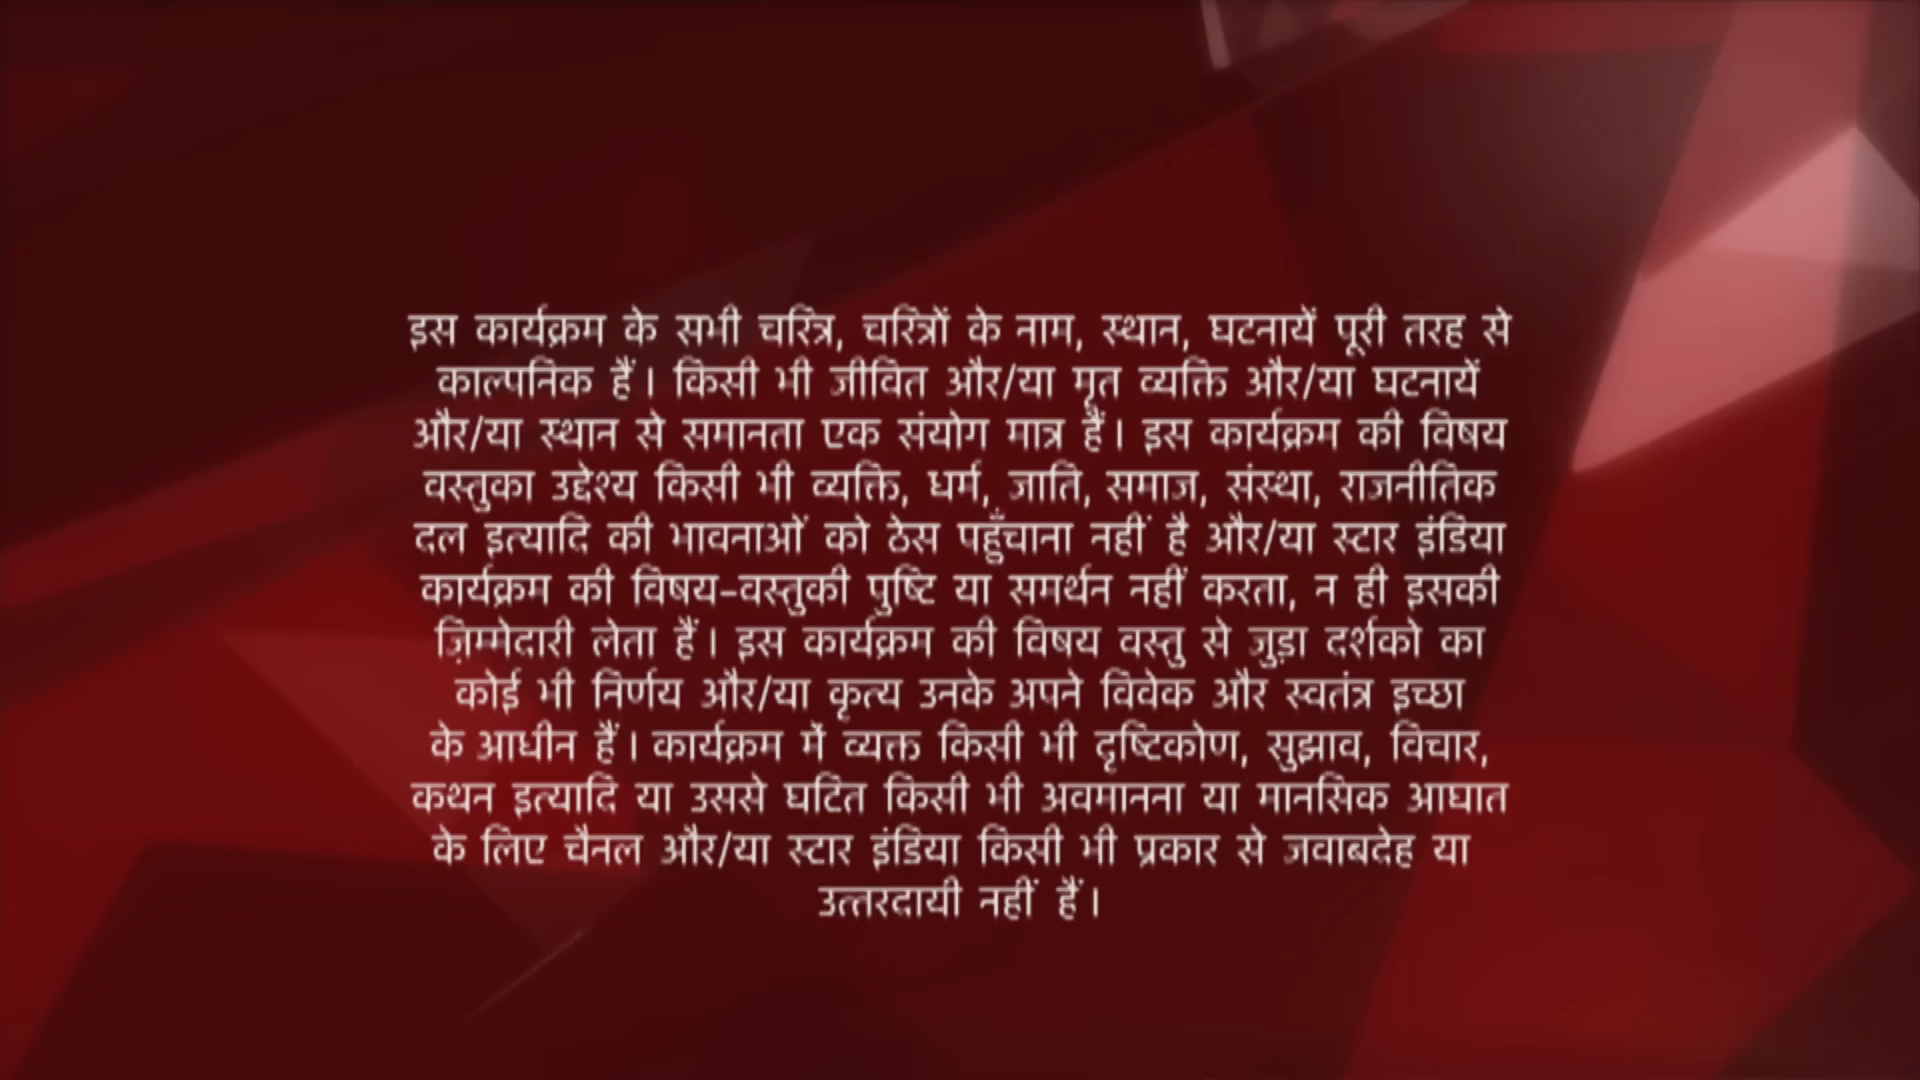 इस कार्यक्रम के सभी चरित्र, चरित्रों के नाम, स्थान, घटनायें पूरी तरह से
काल्पनिक हैं। किसी भी जीवित और/या मृत व्यक्ति और/या घटनायें
और/या स्थान से समानता एक संयोग मात्र हैं। इस कार्यक्रम की विषय
वस्तुका उद्देश्य किसी भी व्यक्ति, धर्म, जाति, समाज, संस्था, राजनीतिक
दल इत्यादि की भावनाओं को ठेस पहुँचाना नहीं है और/या स्टार इंडिया
कार्यक्रम की विषय-वस्तुकी पुष्टि या समर्थन नहीं करता, न ही इसकी
ज़िम्मेदारी लेता हैं। इस कार्यक्रम की विषय वस्तु से जुड़ा दर्शको का
कोई भी निर्णय और/या कृत्य उनके अपने विवेक और स्वतंत्र इच्छा
के आधीन हैं। कार्यक्रम में व्यक्त किसी भी दृष्टिकोण, सुझाव, विचार,
कथन इत्यादि या उससे घटित किसी भी अवमानना या मानसिक आघात
के लिए चैनल और/या स्टार इंडिया किसी भी प्रकार से जवाबदेह या
उत्तरदायी नहीं हैं।